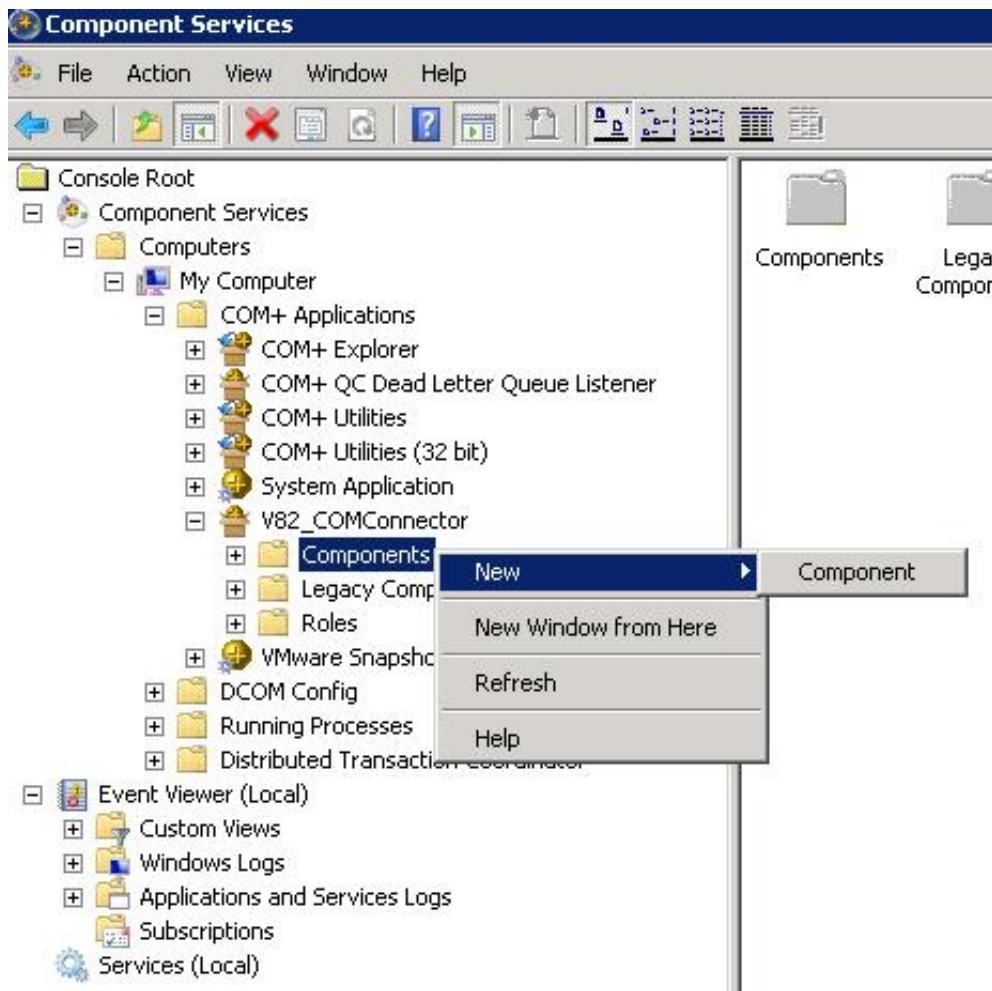 Component Services
File Action View Window Help
Console Root
Component Services
Computers
My Computer
COM+ Applications
COM+ Explorer
COM+ QC Dead Letter Queue Listener
COM+ Utilities
COM+ Utilities (32 bit)
System Application
V82_COMConnector
Components
Legacy Comp
Roles
VMware Snapsho
DCOM Config
Running Processes
Distributed Transaction Coordinator
Event Viewer (Local)
Custom Views
Windows Logs
Applications and Services Logs
Subscriptions
Services (Local)
New
Component
New Window from Here
Refresh
Help
Components
Lega
Compor